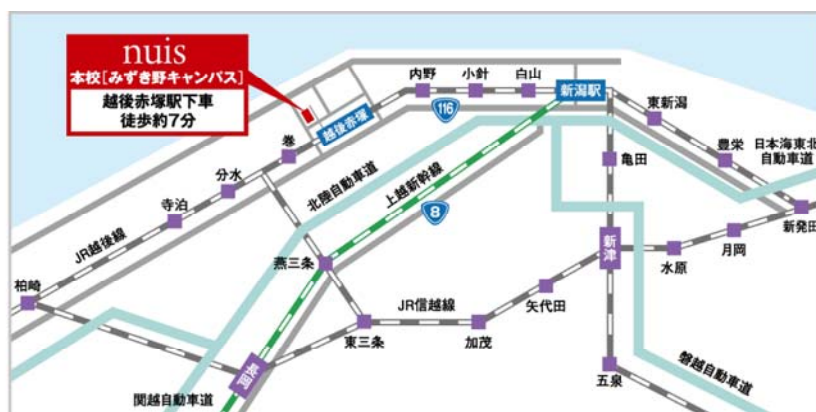 nuis
本校[みずき野キャンパス]
越後赤塚駅下車
徒歩約7分
内野
小針
白山
新潟駅
116
東新潟
越後赤塚
巻
豊栄
日本海東北
自動車道
亀田
分水
北陸自動車道
上越新幹線
寺泊
8
新発田
JR越後線
月岡
新津
水原
燕三条
柏崎
矢代田
JR信越線
東三条
加茂
五泉
磐越自動車道
長岡
関越自動車道